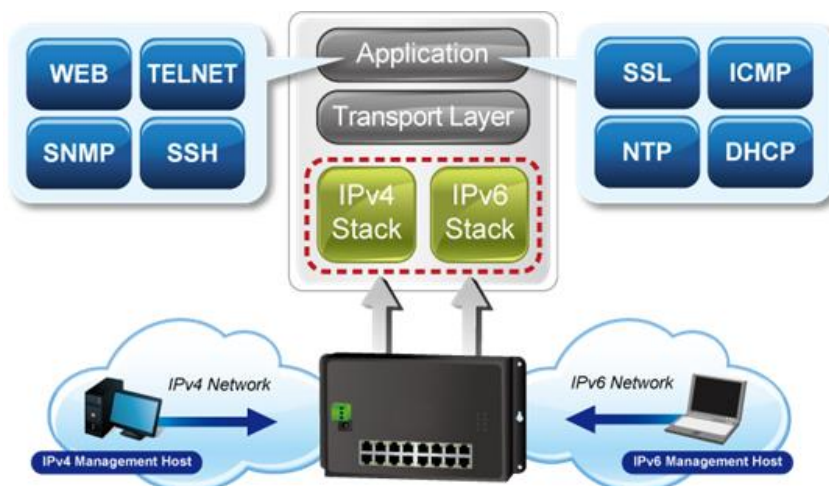 WEB
TELNET
SNMP
SSH
Application
Transport Layer
IPv4
Stack
IPv6
Stack
SSL
ICMP
NTP
DHCP
IPv4 Network
IPv4 Management Host
IPv6 Network
IPv6 Management Host